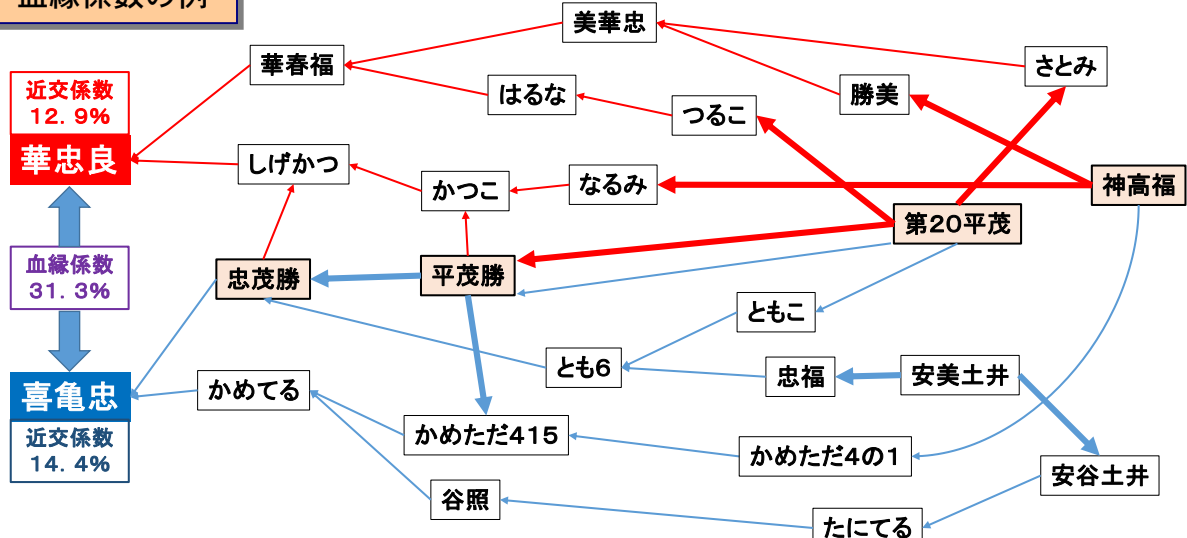 血縁係数の例
美華忠
華春福
さとみ
近交係数
12.9%
はるな
勝美
つるこ
華忠良
しげかつ
かつこ
なるみ
神高福
第20平茂
血縁係数
31.3%
忠茂勝
平茂勝
ともこ
とも6
忠福
安美土井
喜亀忠
かめてる
近交係数
14.4%
かめただ415
かめただ4の1
安谷土井
谷照
たにてる